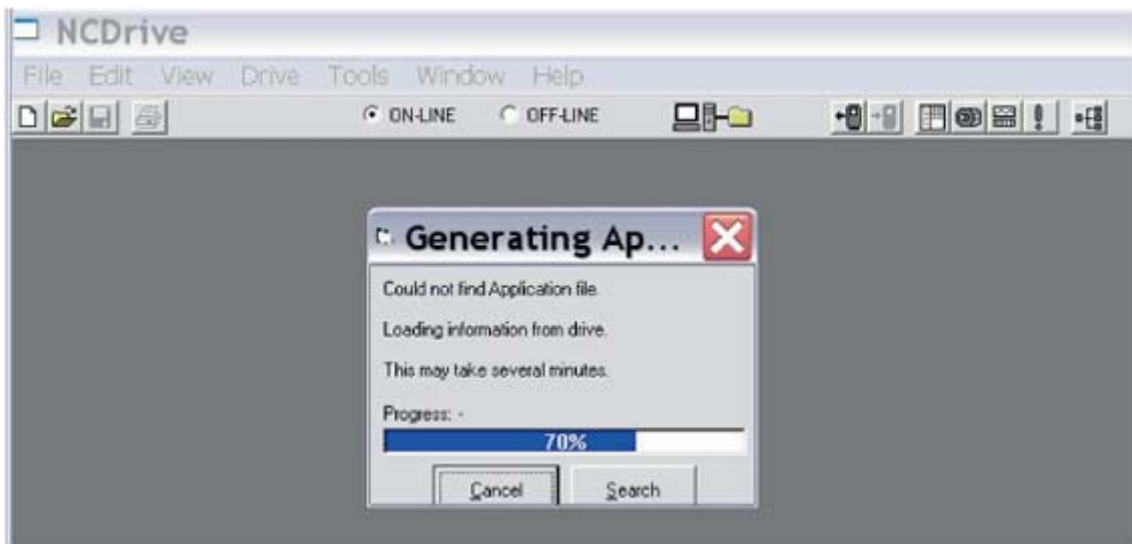 NCDrive
File Edit View Drive Tools Window Help
ON-LINE OFF-LINE
Generating Ap...
Could not find Application file.
Loading information from drive.
This may take several minutes.
Progress: -
70%
Cancel Search